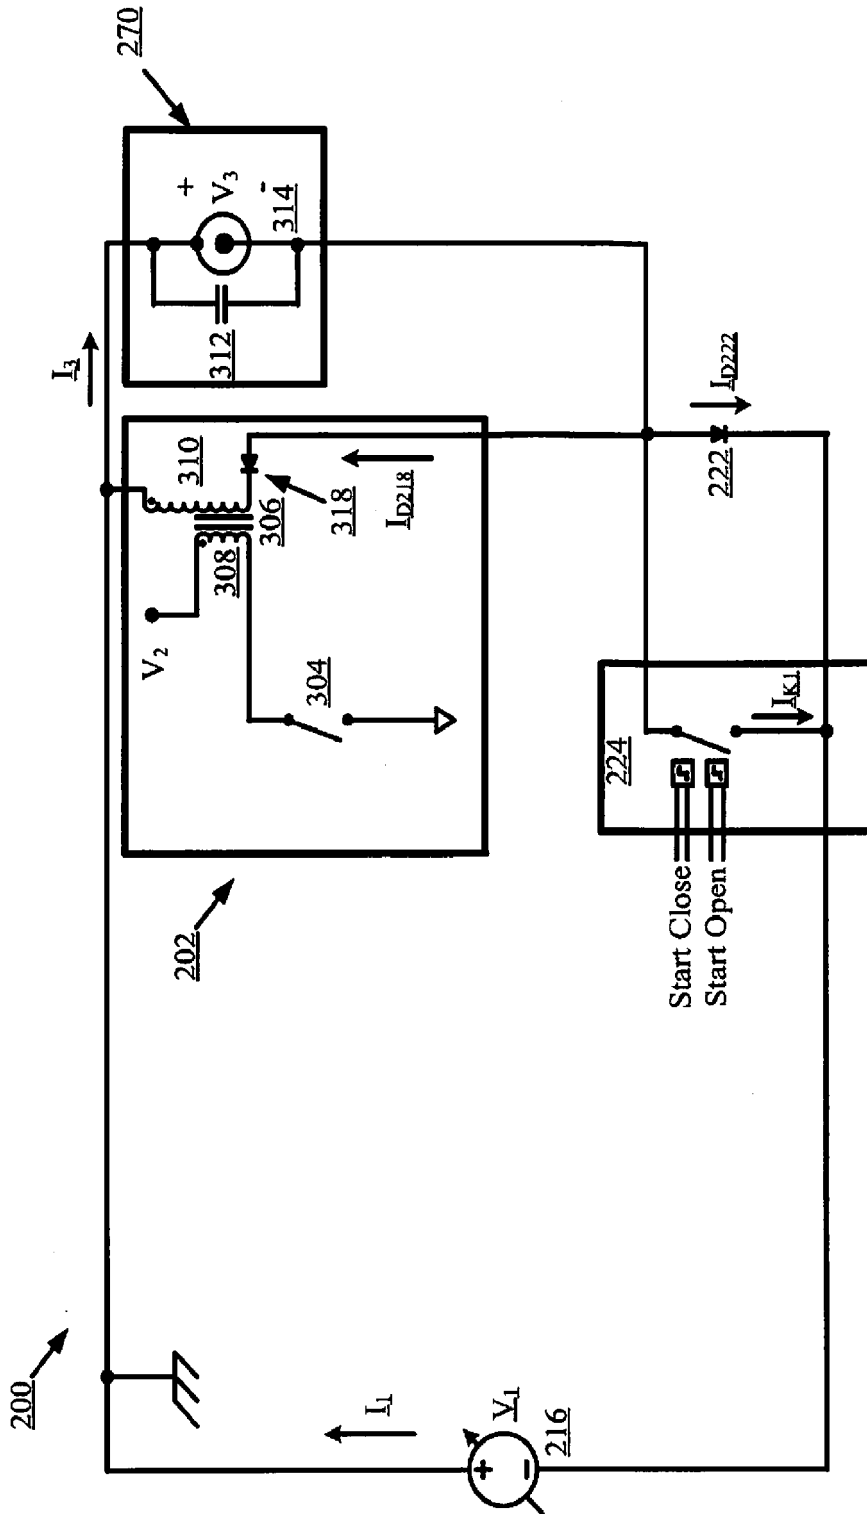 200
I1
V1
216
+
−
202
V2
308
310
306
318
ID218
304
I3
270
+
V3
-
314
312
ID222
222
224
IK1
Start Close
Start Open